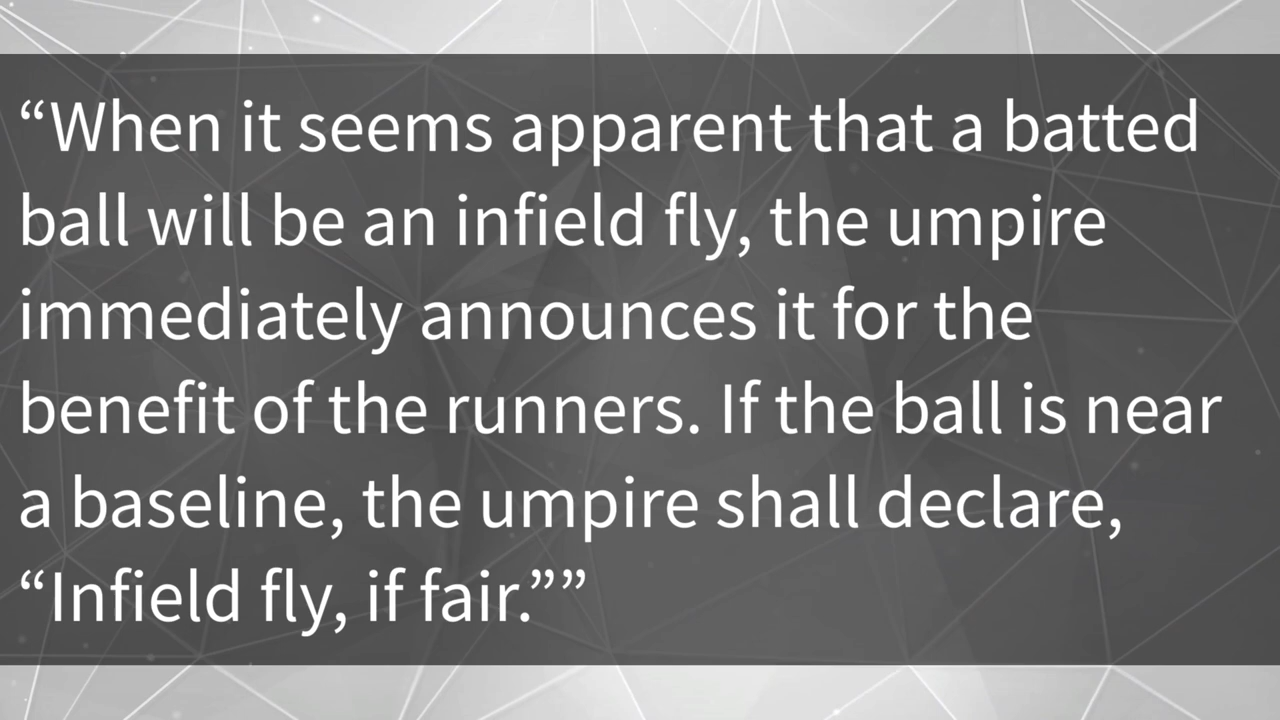 “When it seems apparent that a batted
ball will be an infield fly, the umpire
immediately announces it for the
benefit of the runners. If the ball is near
a baseline, the umpire shall declare,
“Infield fly, if fair.””